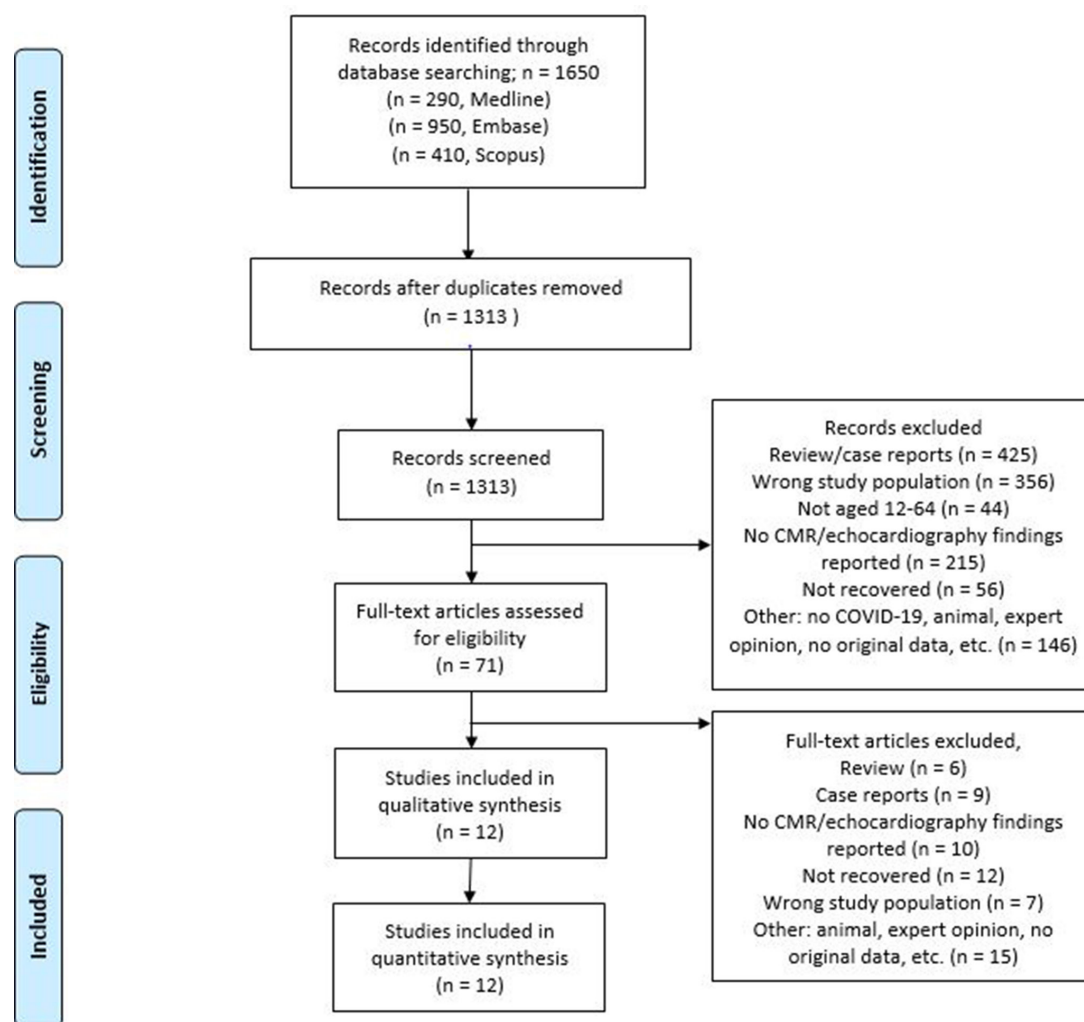 Identification
Records identified through
database searching; n = 1650
(n = 290, Medline)
(n = 950, Embase)
(n = 410, Scopus)
Records after duplicates removed
(n = 1313 )
Screening
Records screened
(n = 1313)
Records excluded
Review/case reports (n = 425)
Wrong study population (n = 356)
Not aged 12-64 (n = 44)
No CMR/echocardiography findings
reported (n = 215)
Not recovered (n = 56)
Other: no COVID-19, animal, expert
opinion, no original data, etc. (n = 146)
Eligibility
Full-text articles assessed
for eligibility
(n = 71)
Full-text articles excluded,
Review (n = 6)
Case reports (n = 9)
No CMR/echocardiography findings
reported (n = 10)
Not recovered (n = 12)
Wrong study population (n = 7)
Other: animal, expert opinion, no
original data, etc. (n = 15)
Studies included in
qualitative synthesis
(n = 12)
Included
Studies included in
quantitative synthesis
(n = 12)